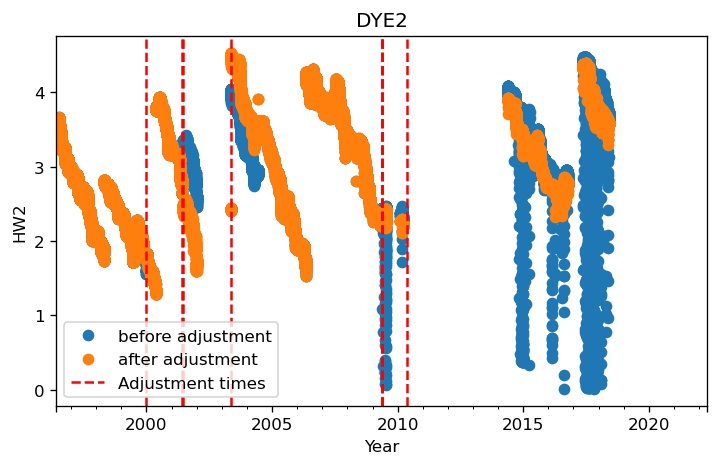 DYE2
HW2
4
3
2
1
0
before adjustment
after adjustment
Adjustment times
2000 2005 2010 2015 2020
Year